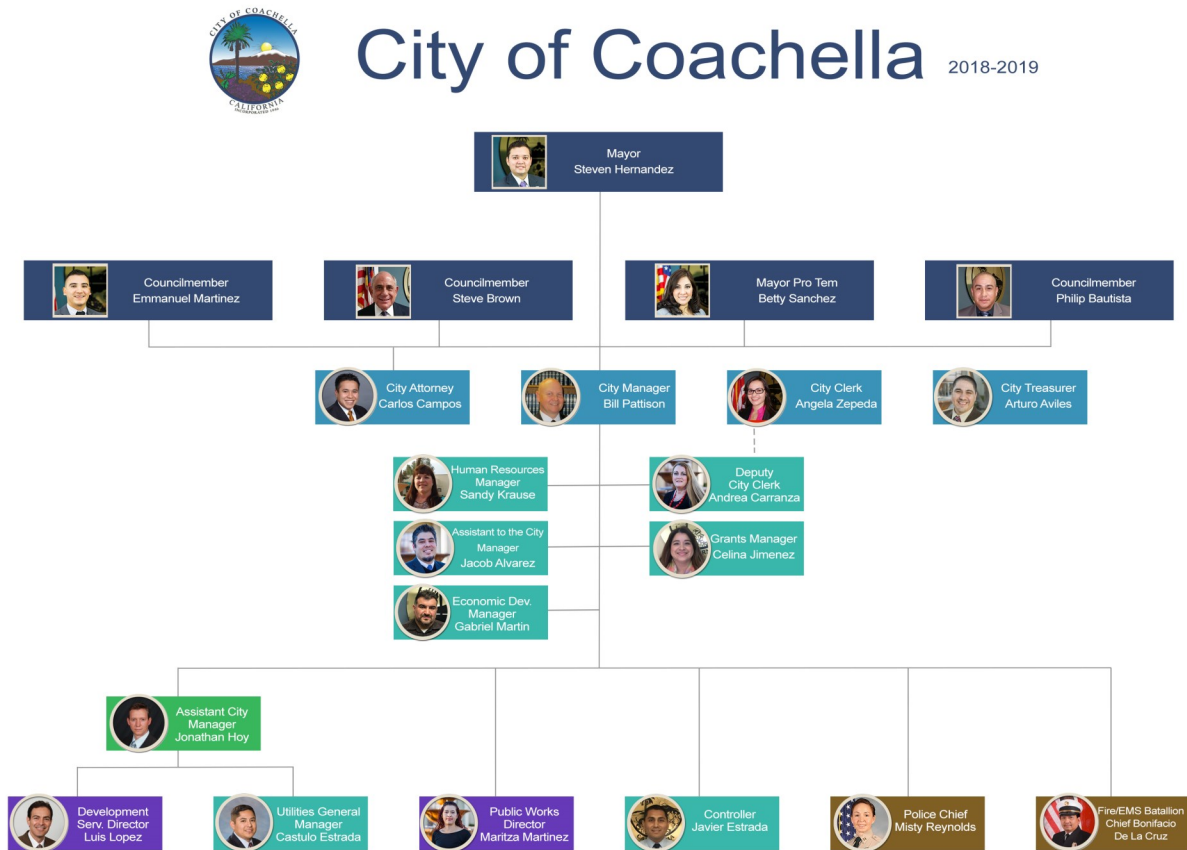 CITY OF COACHELLA
CALIFORNIA
INCORPORATED 1946
City of Coachella
2018-2019
Mayor
Steven Hernandez
Councilmember
Emmanuel Martinez
Councilmember
Steve Brown
Mayor Pro Tem
Betty Sanchez
Councilmember
Philip Bautista
City Attorney
Carlos Campos
City Manager
Bill Pattison
City Clerk
Angela Zepeda
City Treasurer
Arturo Aviles
Human Resources
Manager
Sandy Krause
Deputy
City Clerk
Andrea Carranza
Assistant to the City
Manager
Jacob Alvarez
Grants Manager
Celina Jimenez
Economic Dev.
Manager
Gabriel Martin
Assistant City
Manager
Jonathan Hoy
Development
Serv. Director
Luis Lopez
Utilities General
Manager
Castulo Estrada
Public Works
Director
Maritza Martinez
Controller
Javier Estrada
Police Chief
Misty Reynolds
Fire/EMS Batallion
Chief Bonifacio
De La Cruz